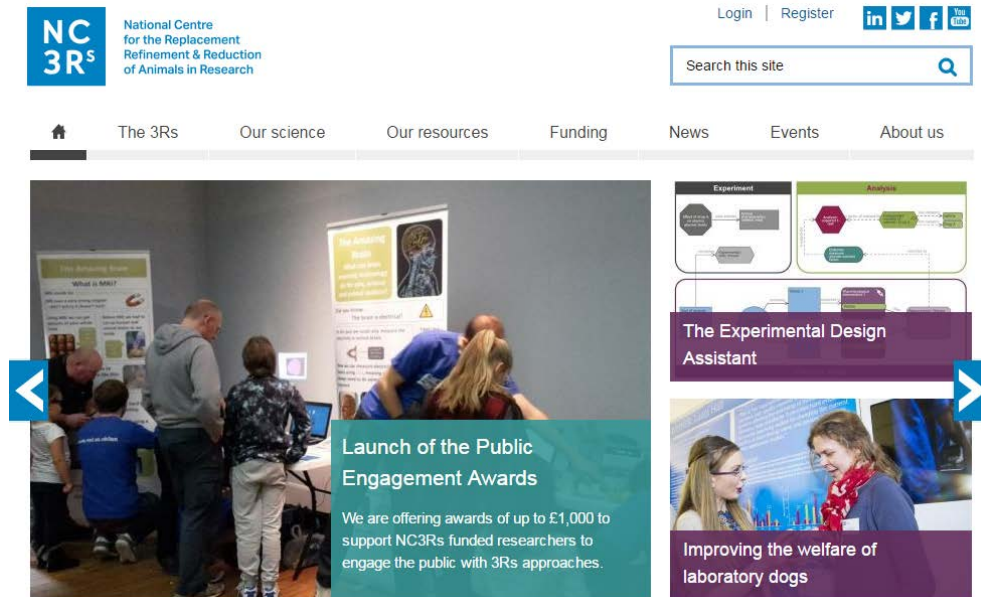 NC
3Rs
National Centre
for the Replacement
Refinement & Reduction
of Animals in Research
Login | Register
in
f
You
Tube
Search this site
The 3Rs
Our science
Our resources
Funding
News
Events
About us
The Amazing Brain
What is MRI?
The Amazing
Brain
Experiment
Analysis
The Experimental Design
Assistant
Launch of the Public
Engagement Awards
We are offering awards of up to £1,000 to
support NC3Rs funded researchers to
engage the public with 3Rs approaches.
Improving the welfare of
laboratory dogs